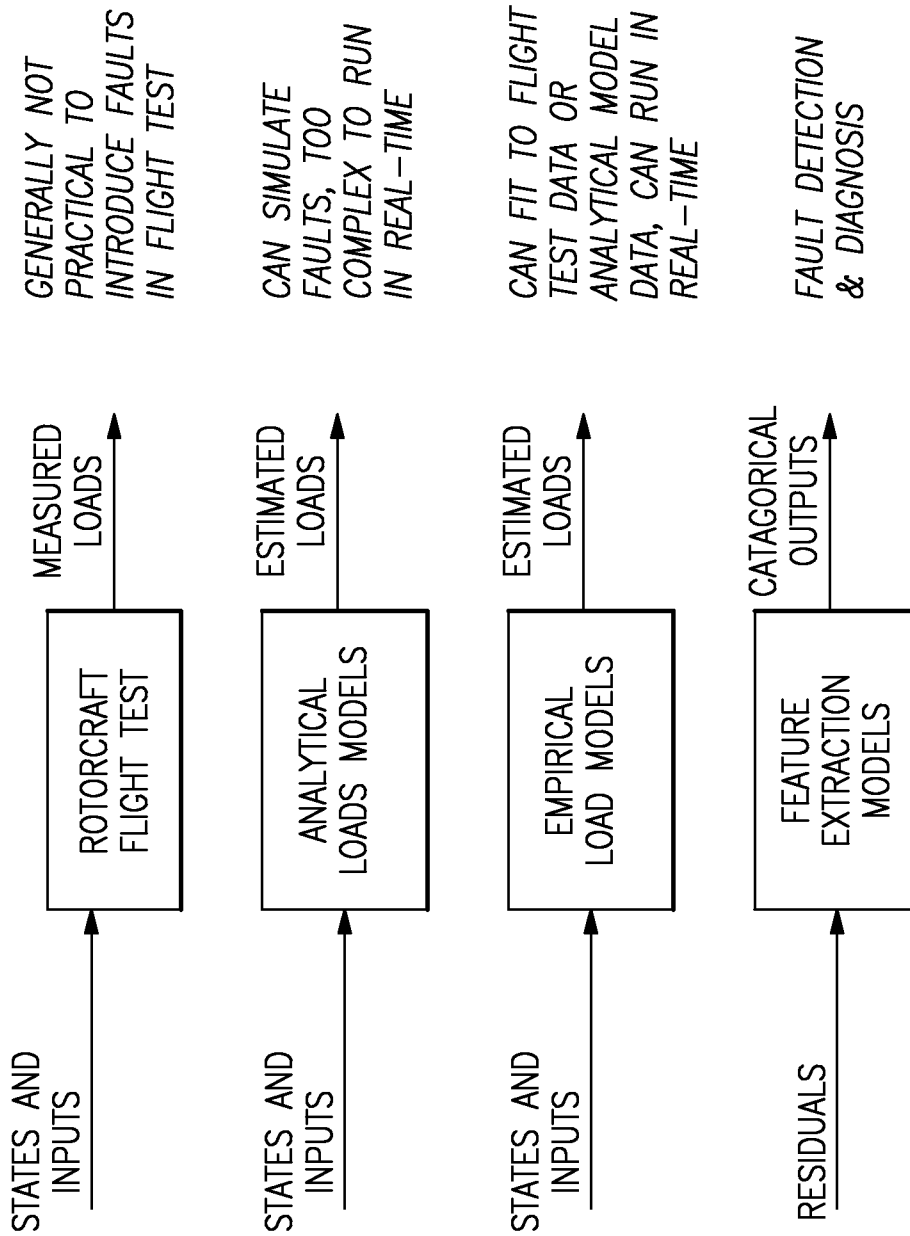 STATES AND
INPUTS
ROTORCRAFT
FLIGHT TEST
MEASURED
LOADS
GENERALLY NOT
PRACTICAL TO
INTRODUCE FAULTS
IN FLIGHT TEST
STATES AND
INPUTS
ANALYTICAL
LOADS MODELS
ESTIMATED
LOADS
CAN SIMULATE
FAULTS, TOO
COMPLEX TO RUN
IN REAL-TIME
STATES AND
INPUTS
EMPIRICAL
LOAD MODELS
ESTIMATED
LOADS
CAN FIT TO FLIGHT
TEST DATA OR
ANALYTICAL MODEL
DATA, CAN RUN IN
REAL-TIME
RESIDUALS
FEATURE
EXTRACTION
MODELS
CATAGORICAL
OUTPUTS
FAULT DETECTION
& DIAGNOSIS